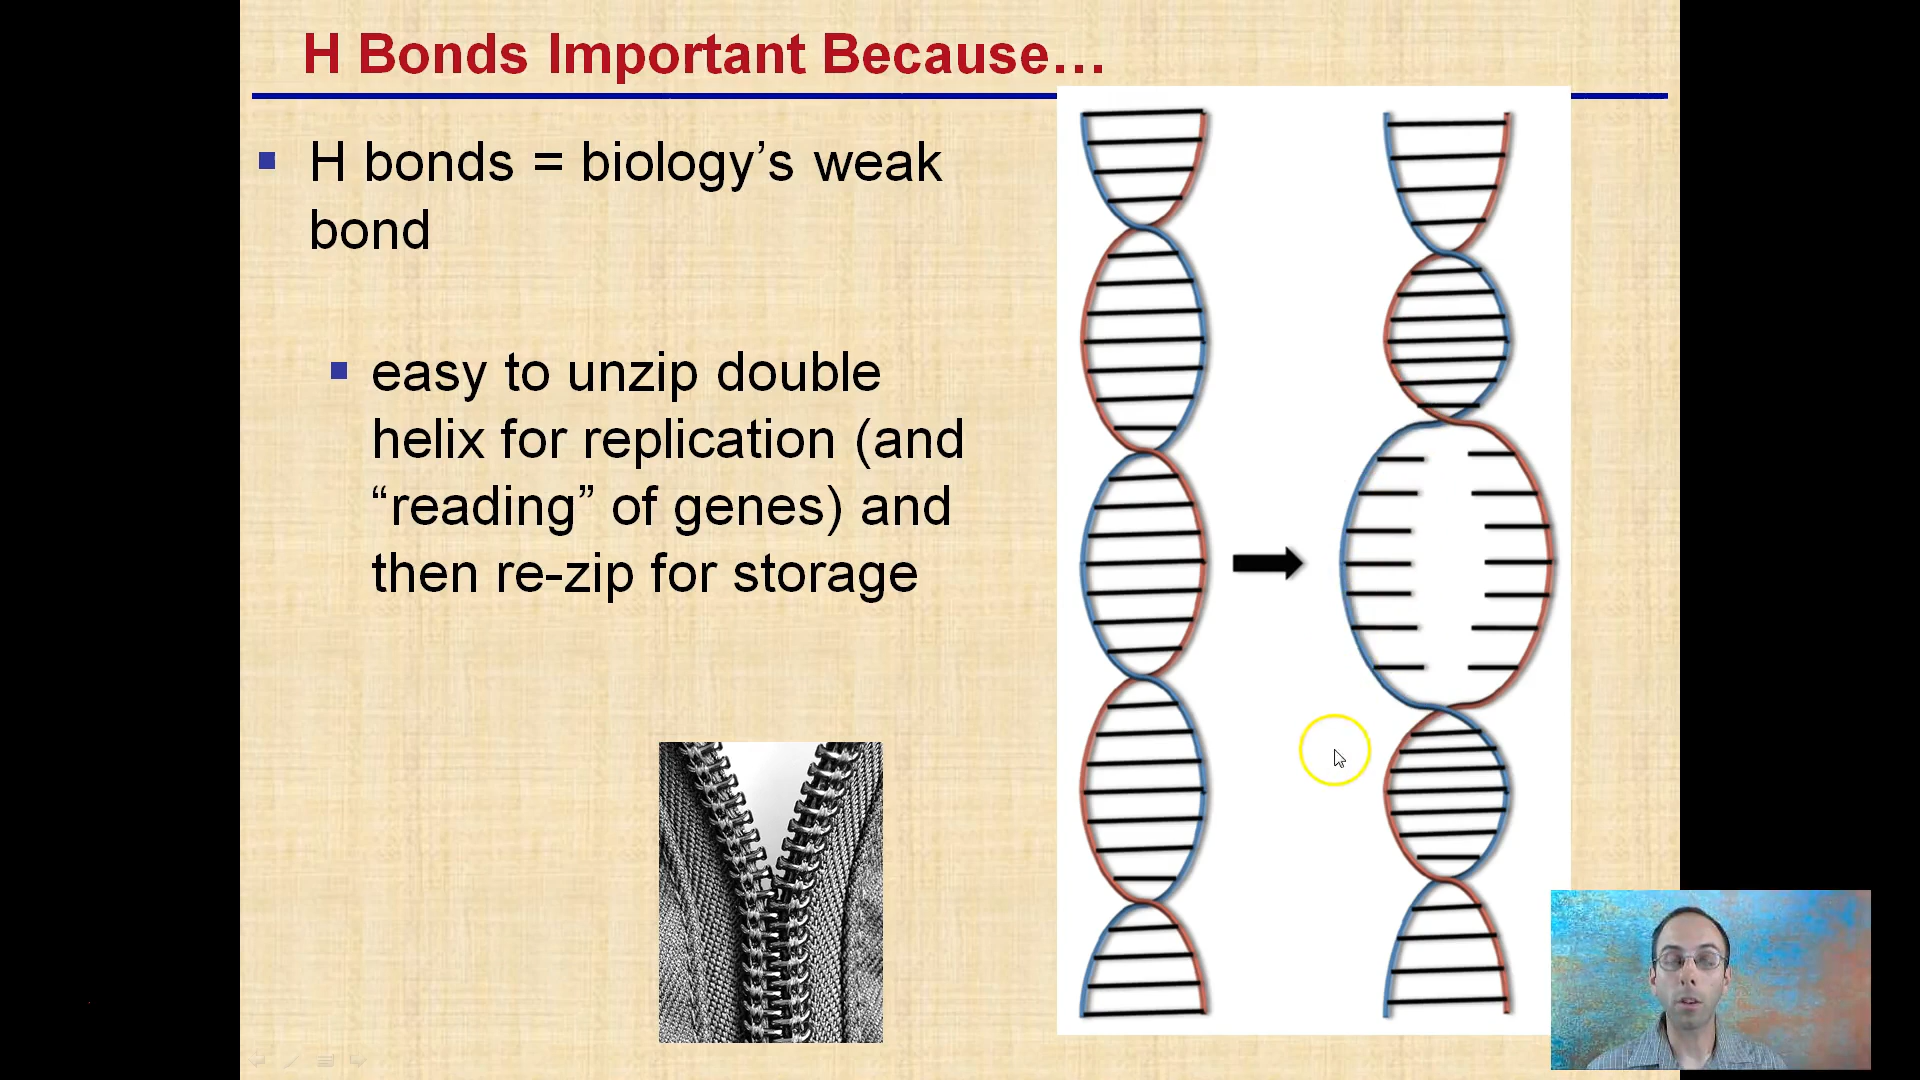 H Bonds Important Because…
H bonds = biology’s weak
bond
easy to unzip double
helix for replication (and
“reading” of genes) and
then re-zip for storage